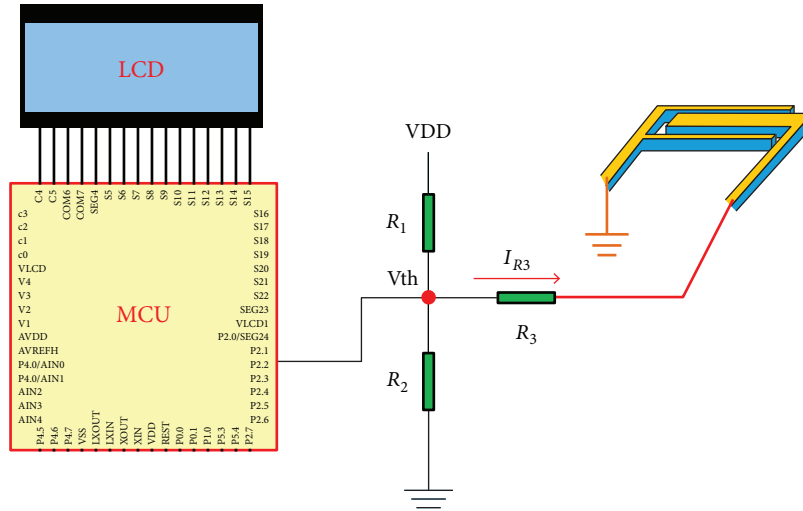 LCD
C4
C5
COM6
COM7
SEG4
S5
S6
S7
S8
S9
S10
S11
S12
S13
S14
S15
c3
c2
c1
c0
VLCD
V4
V3
V2
V1
AVDD
AVREFH
P4.0/AIN0
P4.0/AIN1
AIN2
AIN3
AIN4
MCU
S16
S17
S18
S19
S20
S21
S22
SEG23
VLCD1
P2.0/SEG24
P2.1
P2.2
P2.3
P2.4
P2.5
P2.6
P4.5
P4.6
P4.7
VSS
LXOUT
LXIN
XOUT
XIN
VDD
REST
P0.0
P0.1
P1.0
P5.3
P5.4
P2.7
VDD
R1
Vth
IR3
R3
R2